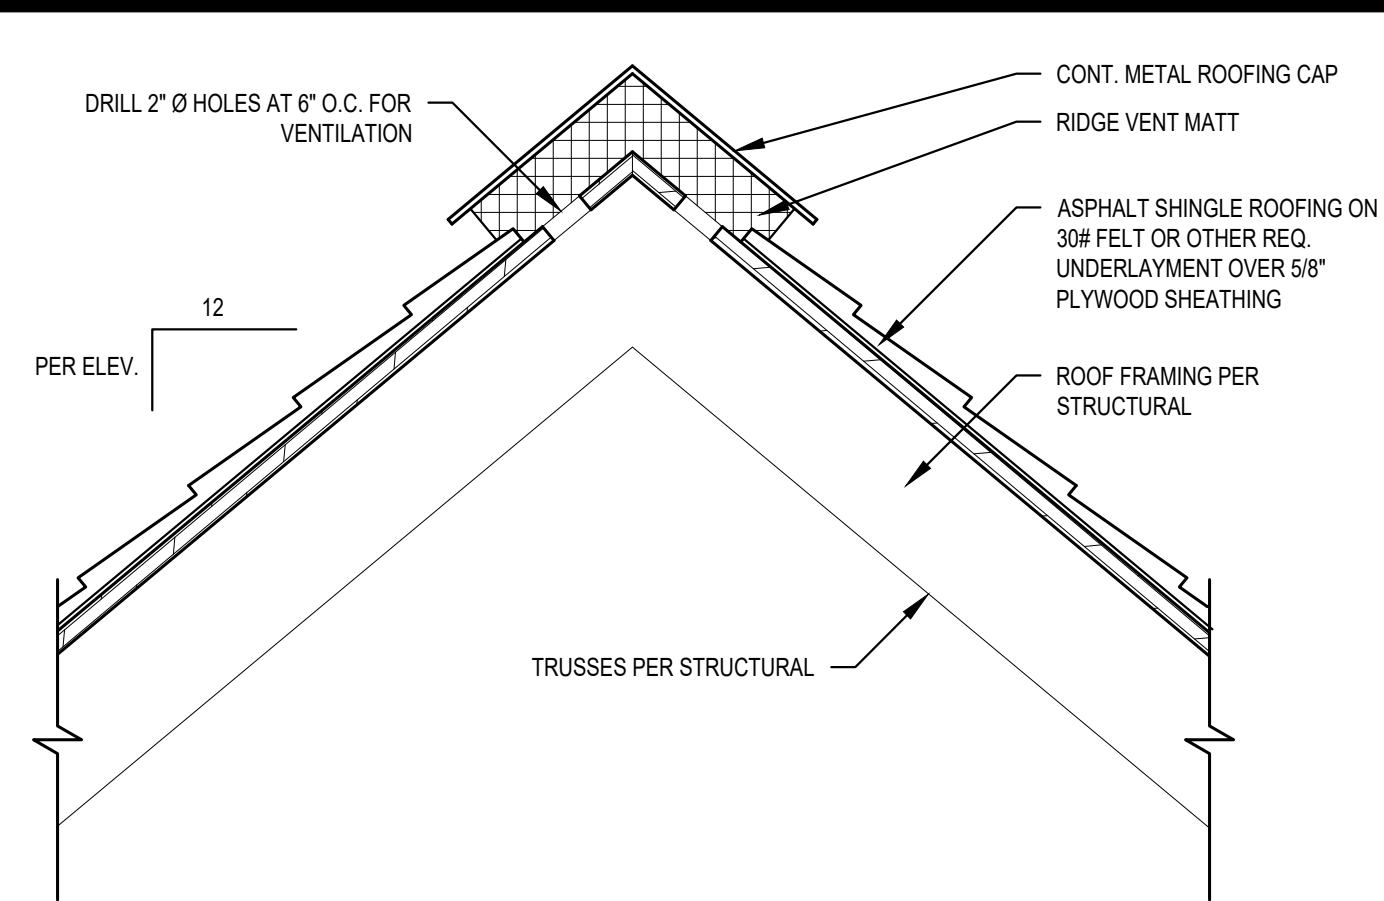 DRILL 2" Ø HOLES AT 6" O.C. FOR
VENTILATION
CONT. METAL ROOFING CAP
RIDGE VENT MATT
ASPHALT SHINGLE ROOFING ON
30# FELT OR OTHER REQ.
UNDERLAYMENT OVER 5/8"
PLYWOOD SHEATHING
12
PER ELEV.
ROOF FRAMING PER
STRUCTURAL
TRUSSES PER STRUCTURAL